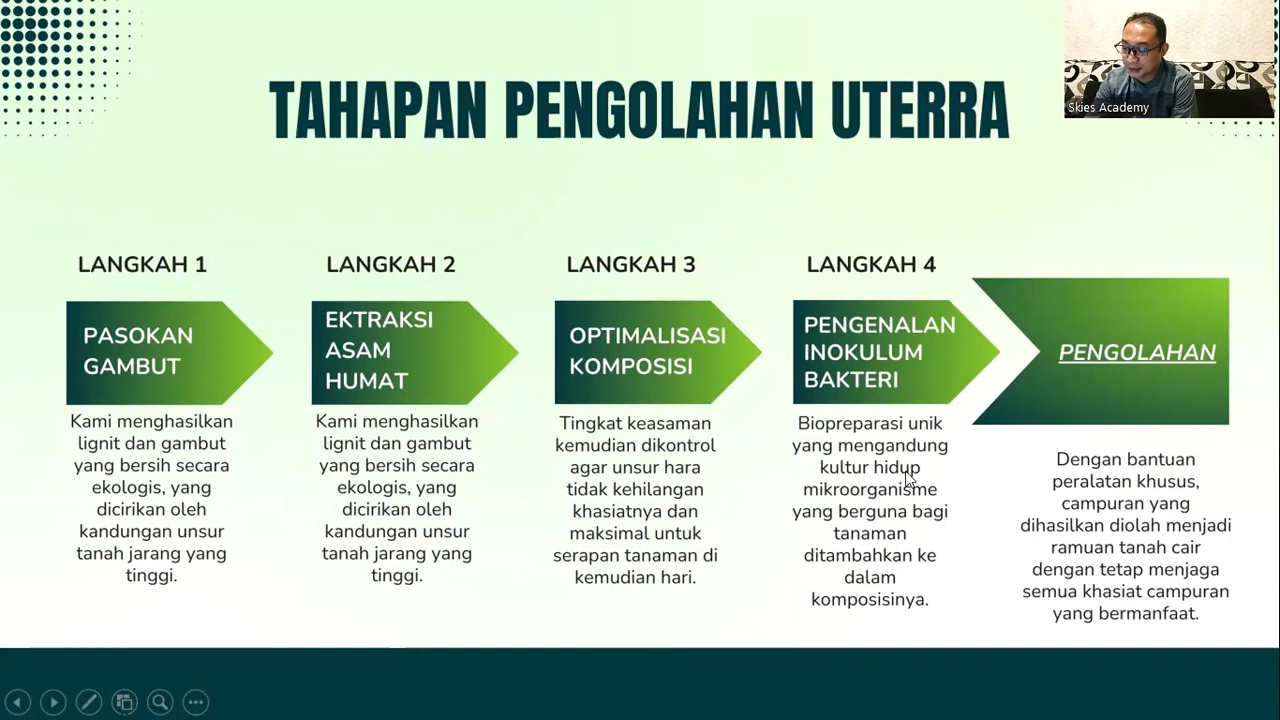 Skies Academy
TAHAPAN PENGOLAHAN UTERRA
LANGKAH 1
PASOKAN
GAMBUT
Kami menghasilkan
lignit dan gambut
yang bersih secara
ekologis, yang
dicirikan oleh
kandungan unsur
tanah jarang yang
tinggi.
LANGKAH 2
EKTRAKSI
ASAM
HUMAT
Kami menghasilkan
lignit dan gambut
yang bersih secara
ekologis, yang
dicirikan oleh
kandungan unsur
tanah jarang yang
tinggi.
LANGKAH 3
OPTIMALISASI
KOMPOSISI
Tingkat keasaman
kemudian dikontrol
agar unsur hara
tidak kehilangan
khasiatnya dan
maksimal untuk
serapan tanaman di
kemudian hari.
LANGKAH 4
PENGENALAN
INOKULUM
BAKTERI
Biopreparasi unik
yang mengandung
kultur hidup
mikroorganisme
yang berguna bagi
tanaman
ditambahkan ke
dalam
komposisinya.
PENGOLAHAN
Dengan bantuan
peralatan khusus,
campuran yang
dihasilkan diolah menjadi
ramuan tanah cair
dengan tetap menjaga
semua khasiat campuran
yang bermanfaat.